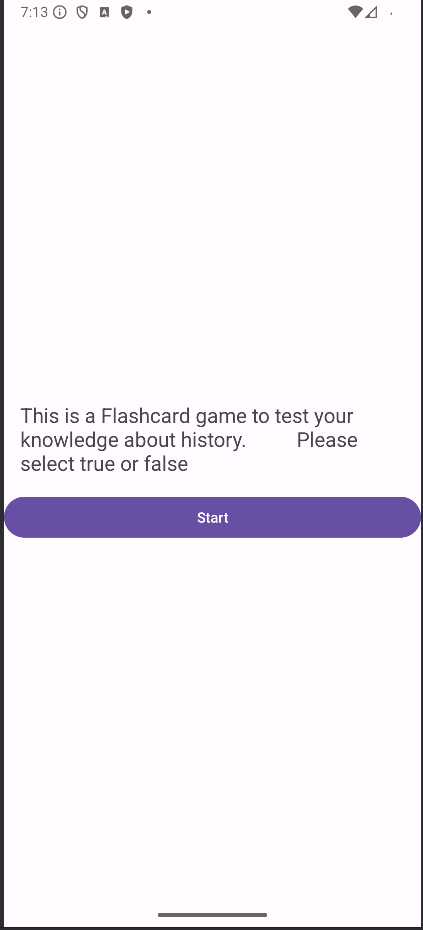 7:13
This is a Flashcard game to test your
knowledge about history.        Please
select true or false
Start